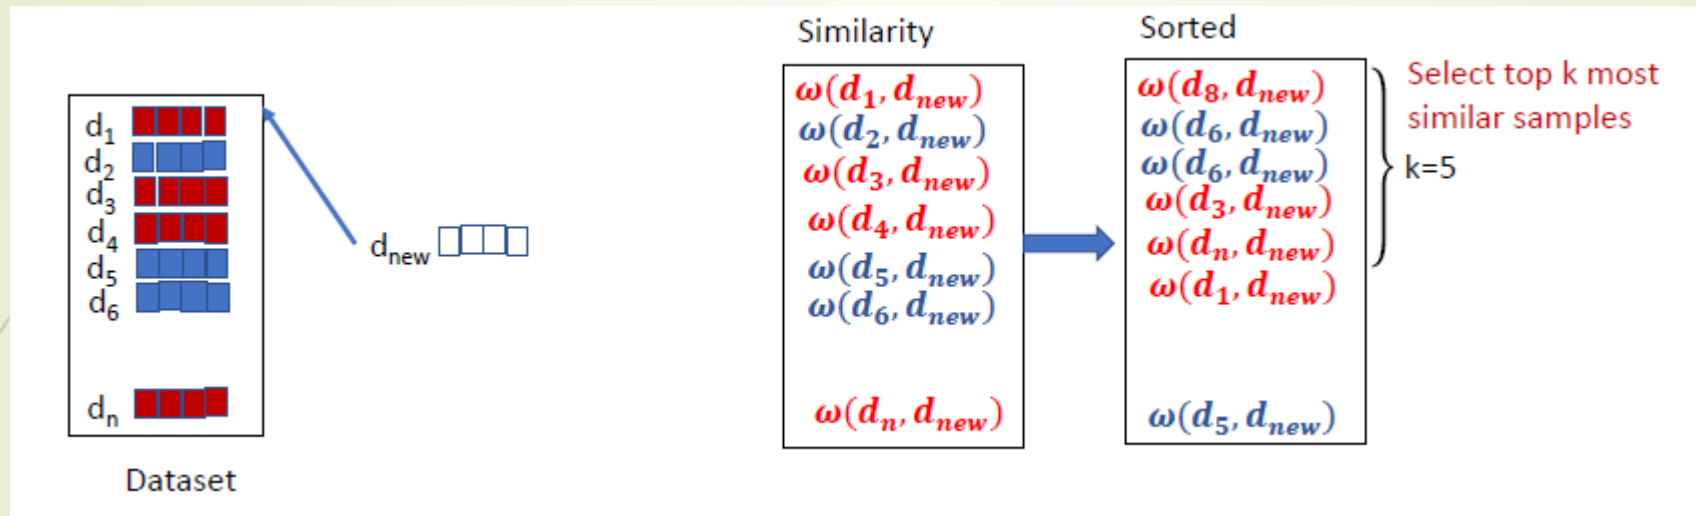 d1
d2
d3
d4
d5
d6
dn
Dataset
dnew
Similarity
ω(d1, dnew)
ω(d2, dnew)
ω(d3, dnew)
ω(d4, dnew)
ω(d5, dnew)
ω(d6, dnew)
ω(dn, dnew)
Sorted
ω(d8, dnew)
ω(d6, dnew)
ω(d6, dnew)
ω(d3, dnew)
ω(dn, dnew)
ω(d1, dnew)
ω(d5, dnew)
Select top k most
similar samples
k=5